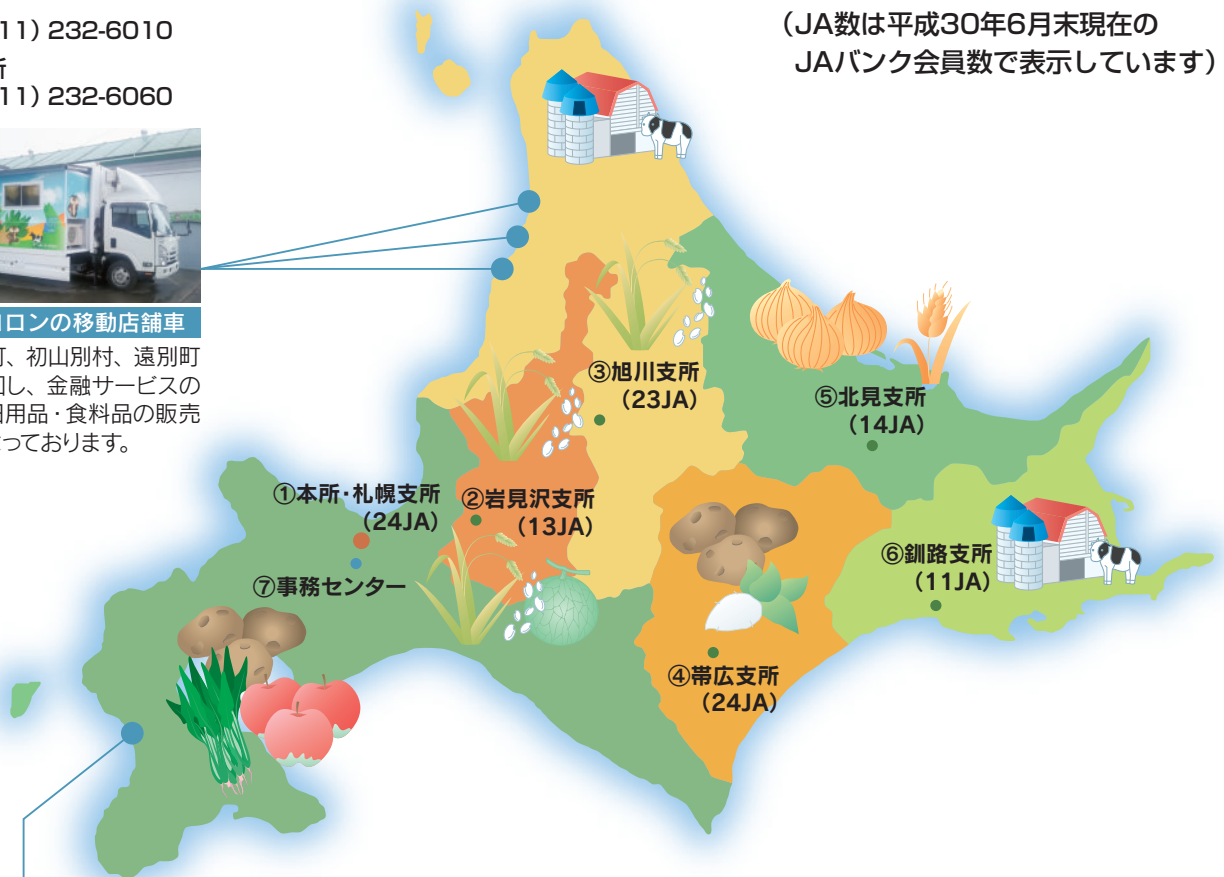 11）232-6010
所
11）232-6060
（JA数は平成30年6月末現在の
JAバンク会員数で表示しています）
ロンの移動店舗車
町、初山別村、遠別町
回し、金融サービスの
日用品・食料品の販売
なっております。
③旭川支所
（23JA）
⑤北見支所
（14JA）
①本所・札幌支所
（24JA）
②岩見沢支所
（13JA）
⑥釧路支所
（11JA）
⑦事務センター
④帯広支所
（24JA）